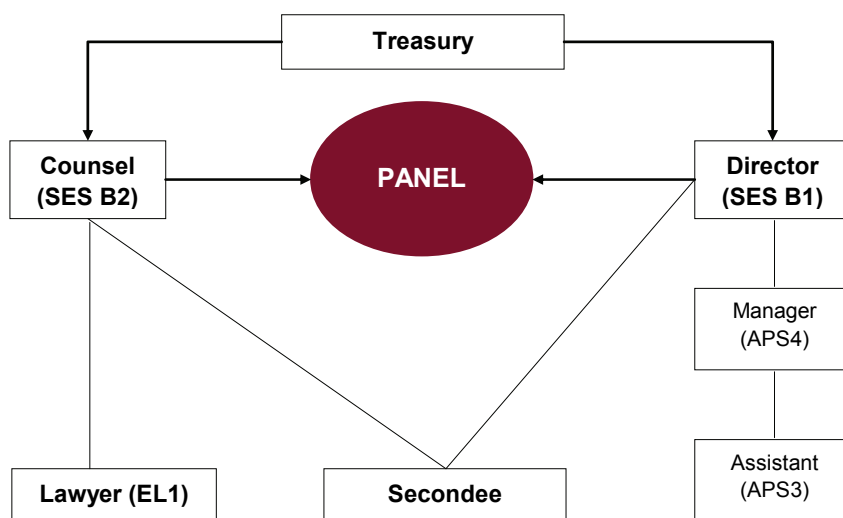 Treasury
Counsel
(SES B2)
PANEL
Director
(SES B1)
Manager
(APS4)
Lawyer (EL1)
Secondee
Assistant
(APS3)